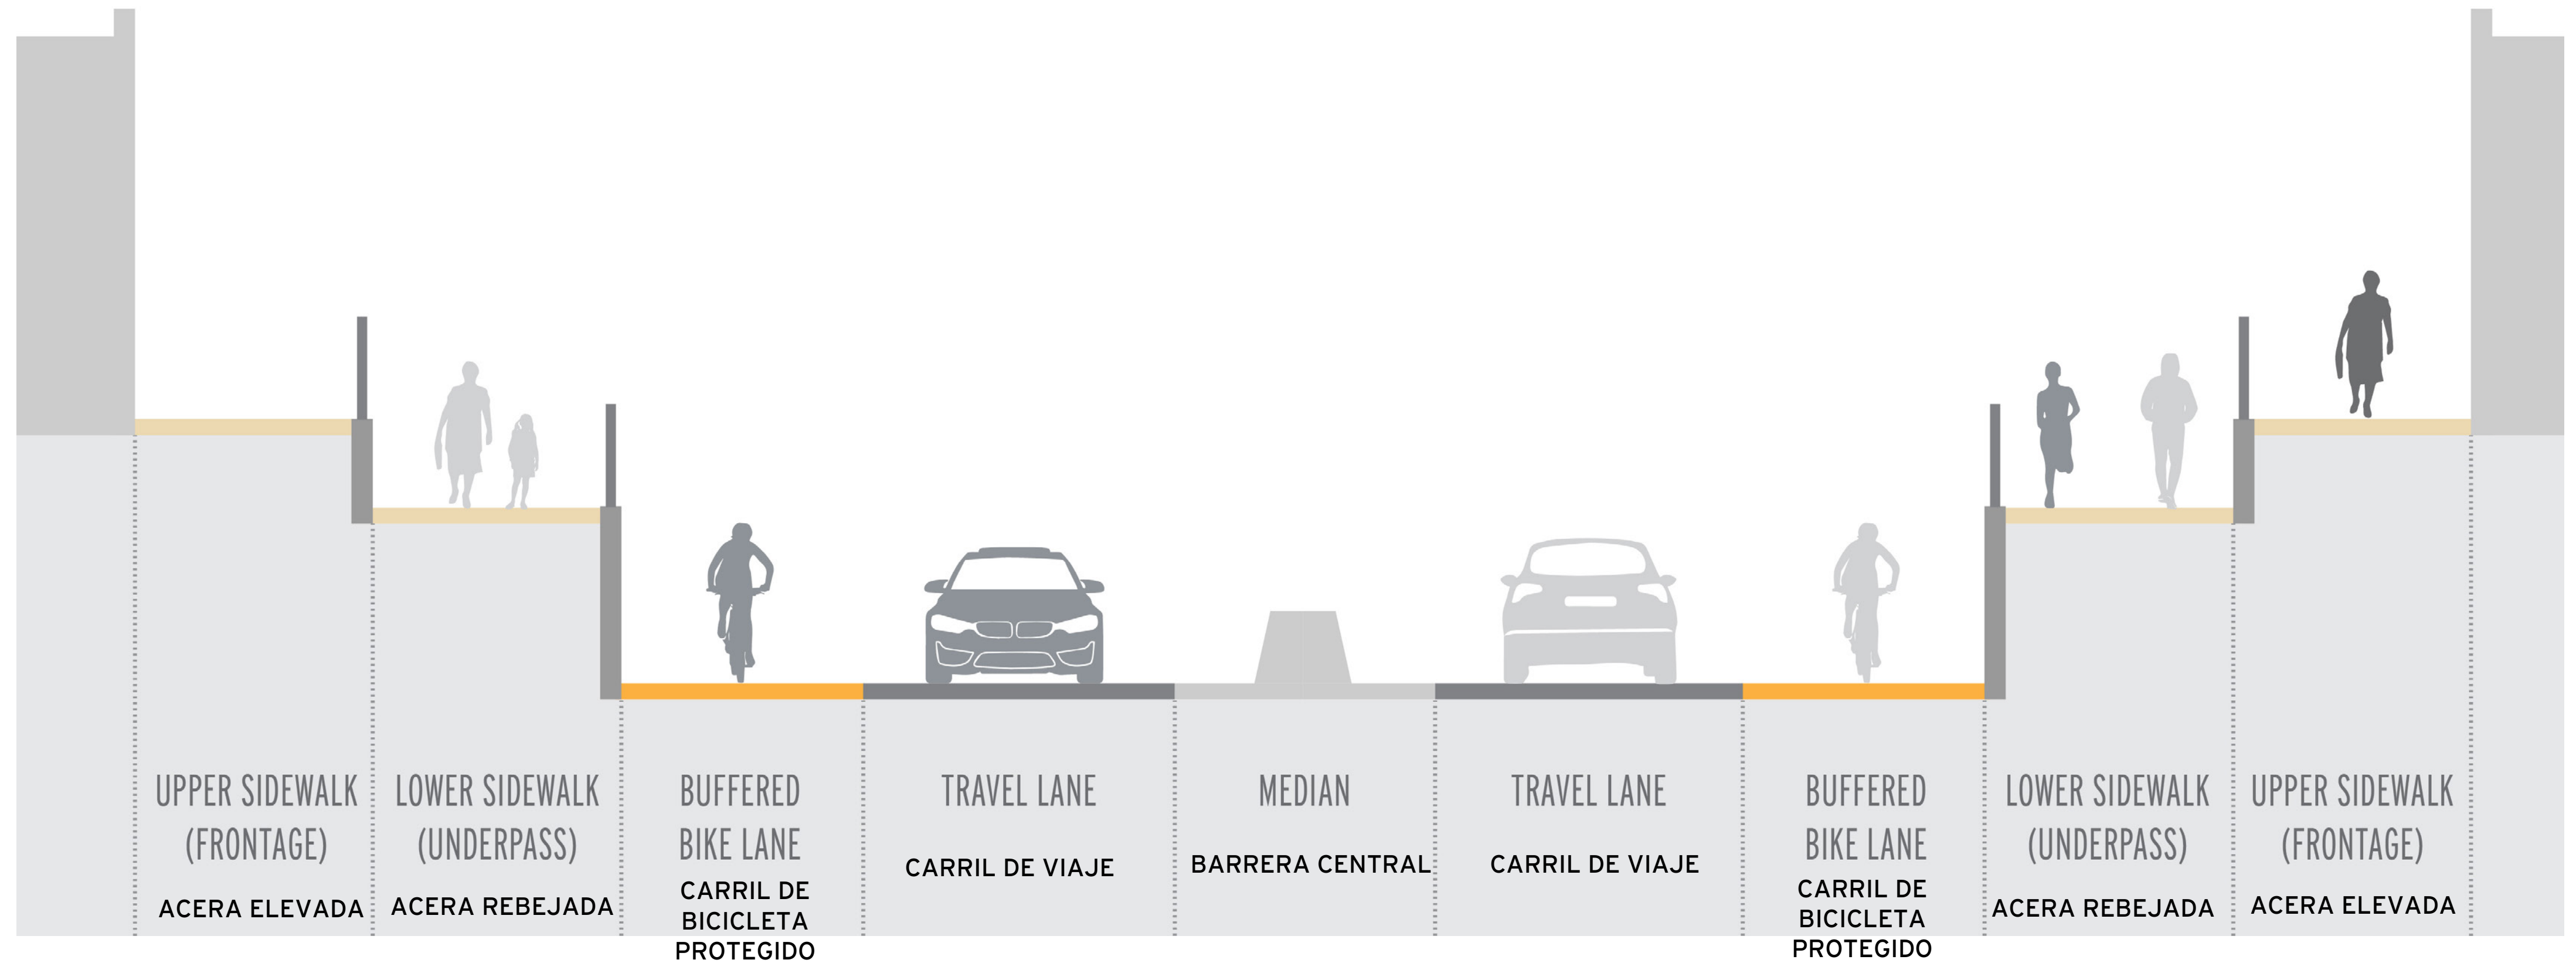 UPPER SIDEWALK
(FRONTAGE)
ACERA ELEVADA
LOWER SIDEWALK
(UNDERPASS)
ACERA REBEJADA
BUFFERED
BIKE LANE
CARRIL DE
BICICLETA
PROTEGIDO
TRAVEL LANE
CARRIL DE VIAJE
MEDIAN
BARRERA CENTRAL
TRAVEL LANE
CARRIL DE VIAJE
BUFFERED
BIKE LANE
CARRIL DE
BICICLETA
PROTEGIDO
LOWER SIDEWALK
(UNDERPASS)
ACERA REBEJADA
UPPER SIDEWALK
(FRONTAGE)
ACERA ELEVADA